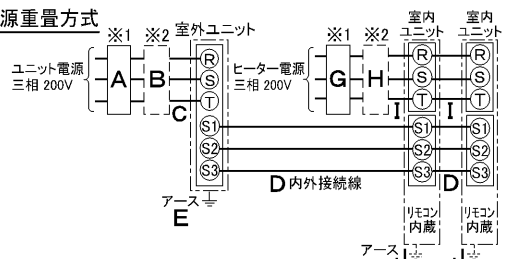 源重畳方式
※1 ※2 室外ユニット
ユニット電源
三相 200V
A B C
R
S
T
S1
S2
S3
アース
E
D 内外接続線
※1 ※2
ヒーター電源
三相 200V
G H I I
室内
ユニット
R
S
T
S1
S2
S3
リモコン
内蔵
室内
ユニット
R
S
T
S1
S2
S3
D
リモコン
内蔵
アース